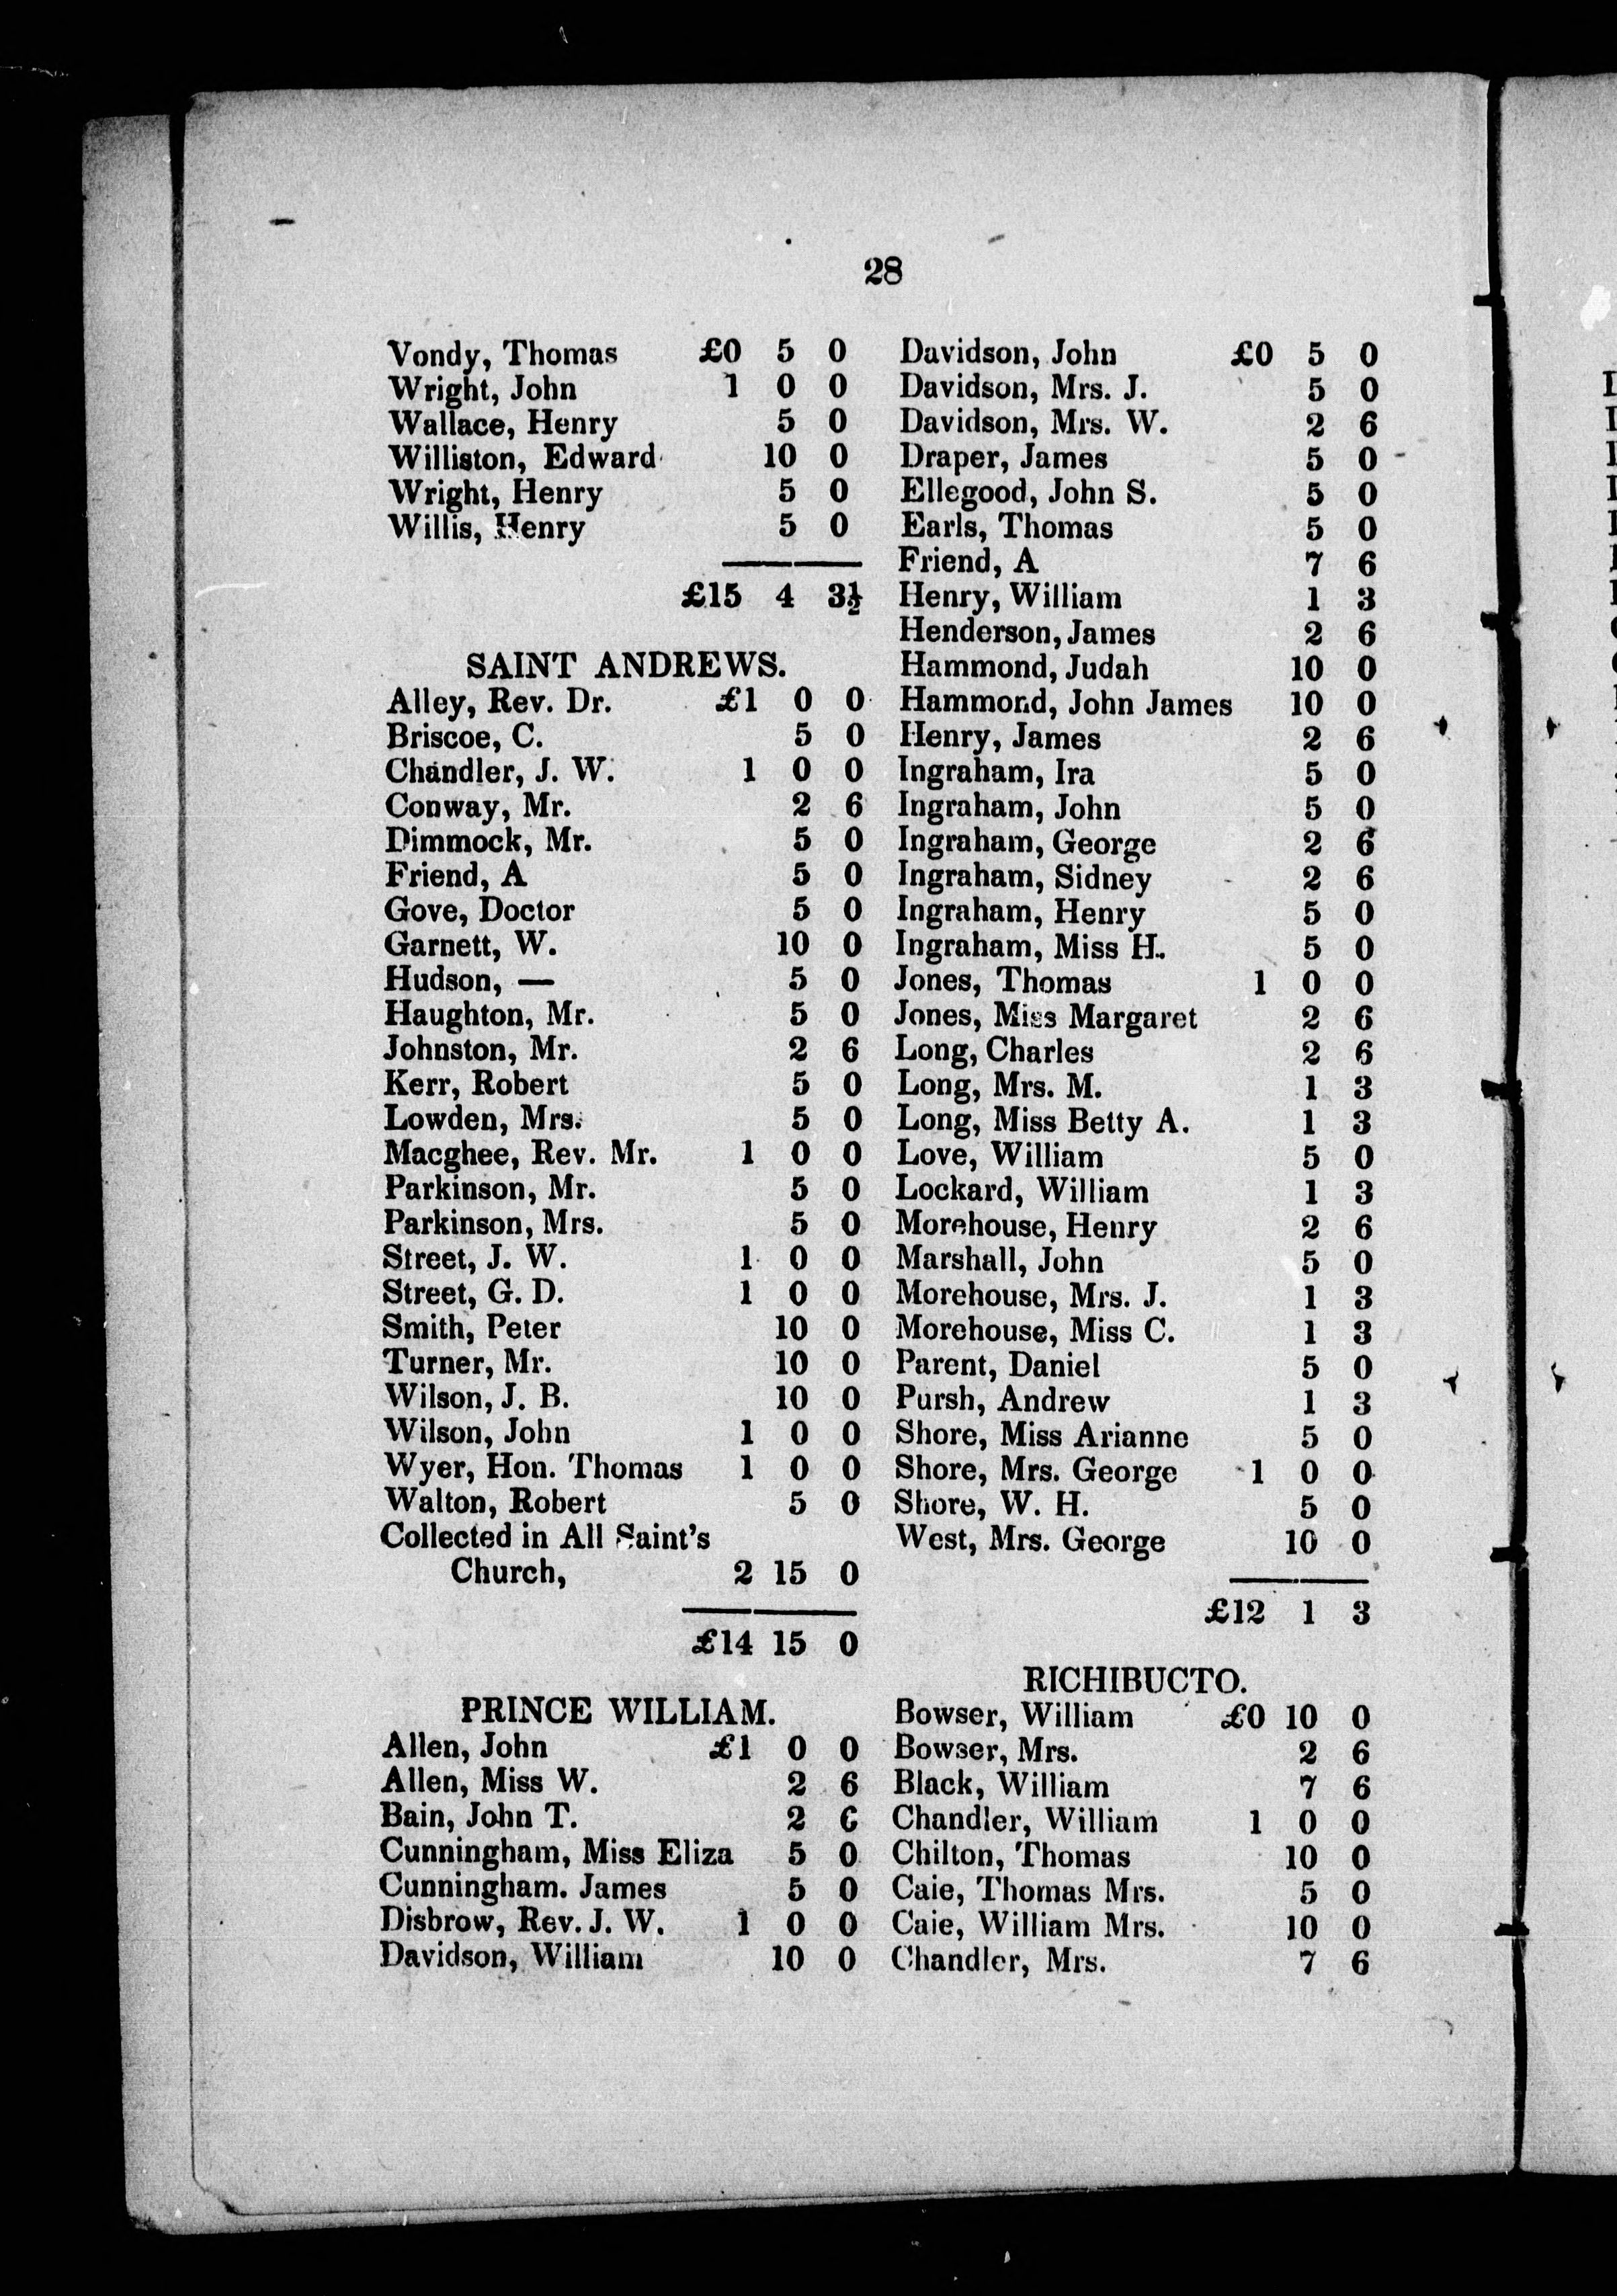 28
Vondy, Thomas £0 5 0
Wright, John 1 0 0
Wallace, Henry 5 0
Williston, Edward 10 0
Wright, Henry 5 0
Willis, Henry 5 0
£15 4 3½
SAINT ANDREWS.
Alley, Rev. Dr. £1 0 0
Briscoe, C. 5 0
Chandler, J. W. 1 0 0
Conway, Mr. 2 6
Dimmock, Mr. 5 0
Friend, A 5 0
Gove, Doctor 5 0
Garnett, W. 10 0
Hudson, — 5 0
Haughton, Mr. 5 0
Johnston, Mr. 2 6
Kerr, Robert 5 0
Lowden, Mrs. 5 0
Macghee, Rev. Mr. 1 0 0
Parkinson, Mr. 5 0
Parkinson, Mrs. 5 0
Street, J. W. 1 0 0
Street, G. D. 1 0 0
Smith, Peter 10 0
Turner, Mr. 10 0
Wilson, J. B. 10 0
Wilson, John 1 0 0
Wyer, Hon. Thomas 1 0 0
Walton, Robert 5 0
Collected in All Saint's
Church, 2 15 0
£14 15 0
PRINCE WILLIAM.
Allen, John £1 0 0
Allen, Miss W. 2 6
Bain, John T. 2 6
Cunningham, Miss Eliza 5 0
Cunningham. James 5 0
Disbrow, Rev. J. W. 1 0 0
Davidson, William 10 0
Davidson, John £0 5 0
Davidson, Mrs. J. 5 0
Davidson, Mrs. W. 2 6
Draper, James 5 0
Ellegood, John S. 5 0
Earls, Thomas 5 0
Friend, A 7 6
Henry, William 1 3
Henderson, James 2 6
Hammond, Judah 10 0
Hammond, John James 10 0
Henry, James 2 6
Ingraham, Ira 5 0
Ingraham, John 5 0
Ingraham, George 2 6
Ingraham, Sidney 2 6
Ingraham, Henry 5 0
Ingraham, Miss H. 5 0
Jones, Thomas 1 0 0
Jones, Miss Margaret 2 6
Long, Charles 2 6
Long, Mrs. M. 1 3
Long, Miss Betty A. 1 3
Love, William 5 0
Lockard, William 1 3
Morehouse, Henry 2 6
Marshall, John 5 0
Morehouse, Mrs. J. 1 3
Morehouse, Miss C. 1 3
Parent, Daniel 5 0
Pursh, Andrew 1 3
Shore, Miss Arianne 5 0
Shore, Mrs. George 1 0 0
Shore, W. H. 5 0
West, Mrs. George 10 0
£12 1 3
RICHIBUCTO.
Bowser, William £0 10 0
Bowser, Mrs. 2 6
Black, William 7 6
Chandler, William 1 0 0
Chilton, Thomas 10 0
Caie, Thomas Mrs. 5 0
Caie, William Mrs. 10 0
Chandler, Mrs. 7 6